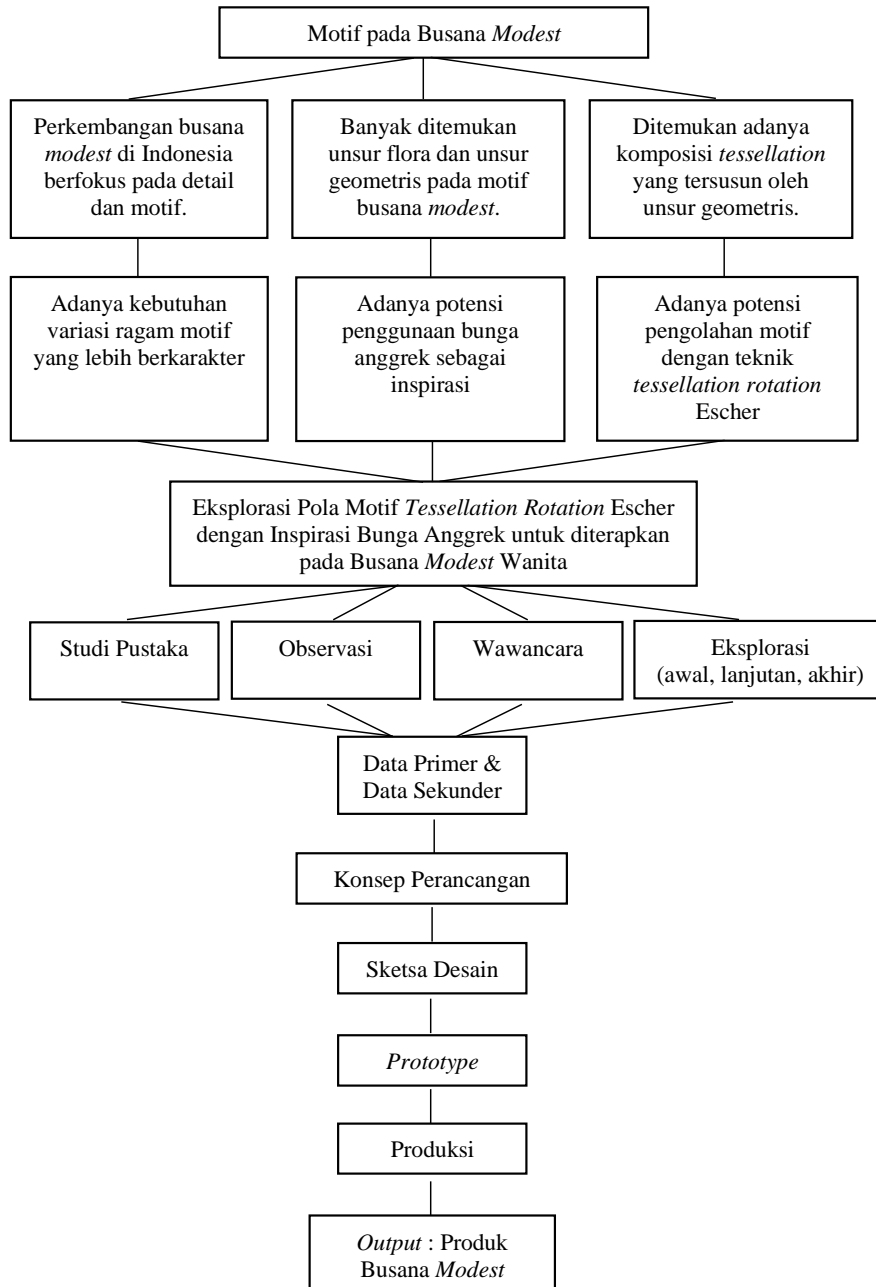 Motif pada Busana Modest
Perkembangan busana
modest di Indonesia
berfokus pada detail
dan motif.
Banyak ditemukan
unsur flora dan unsur
geometris pada motif
busana modest.
Ditemukan adanya
komposisi tessellation
yang tersusun oleh
unsur geometris.
Adanya kebutuhan
variasi ragam motif
yang lebih berkarakter
Adanya potensi
penggunaan bunga
anggrek sebagai
inspirasi
Adanya potensi
pengolahan motif
dengan teknik
tessellation rotation
Escher
Eksplorasi Pola Motif Tessellation Rotation Escher
dengan Inspirasi Bunga Anggrek untuk diterapkan
pada Busana Modest Wanita
Studi Pustaka
Observasi
Wawancara
Eksplorasi
(awal, lanjutan, akhir)
Data Primer &
Data Sekunder
Konsep Perancangan
Sketsa Desain
Prototype
Produksi
Output : Produk
Busana Modest